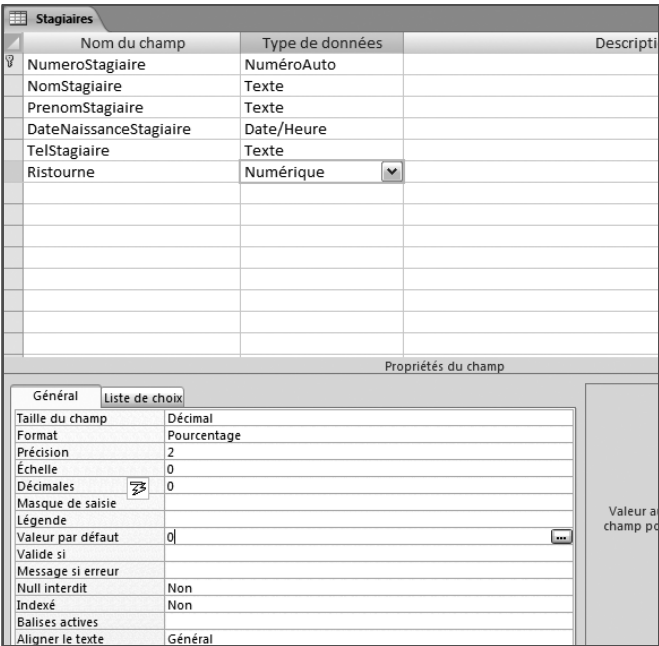 Stagiaires
Nom du champ Type de données Descripti
NumeroStagiaire NuméroAuto
NomStagiaire Texte
PrenomStagiaire Texte
DateNaissanceStagiaire Date/Heure
TelStagiaire Texte
Ristourne Numérique
Propriétés du champ
Général Liste de choix
Taille du champ Décimal
Format Pourcentage
Précision 2
Échelle 0
Décimales 0
Masque de saisie
Légende
Valeur par défaut 0
Valide si
Message si erreur
Null interdit Non
Indexé Non
Balises actives
Aligner le texte Général
Valeur a
champ po